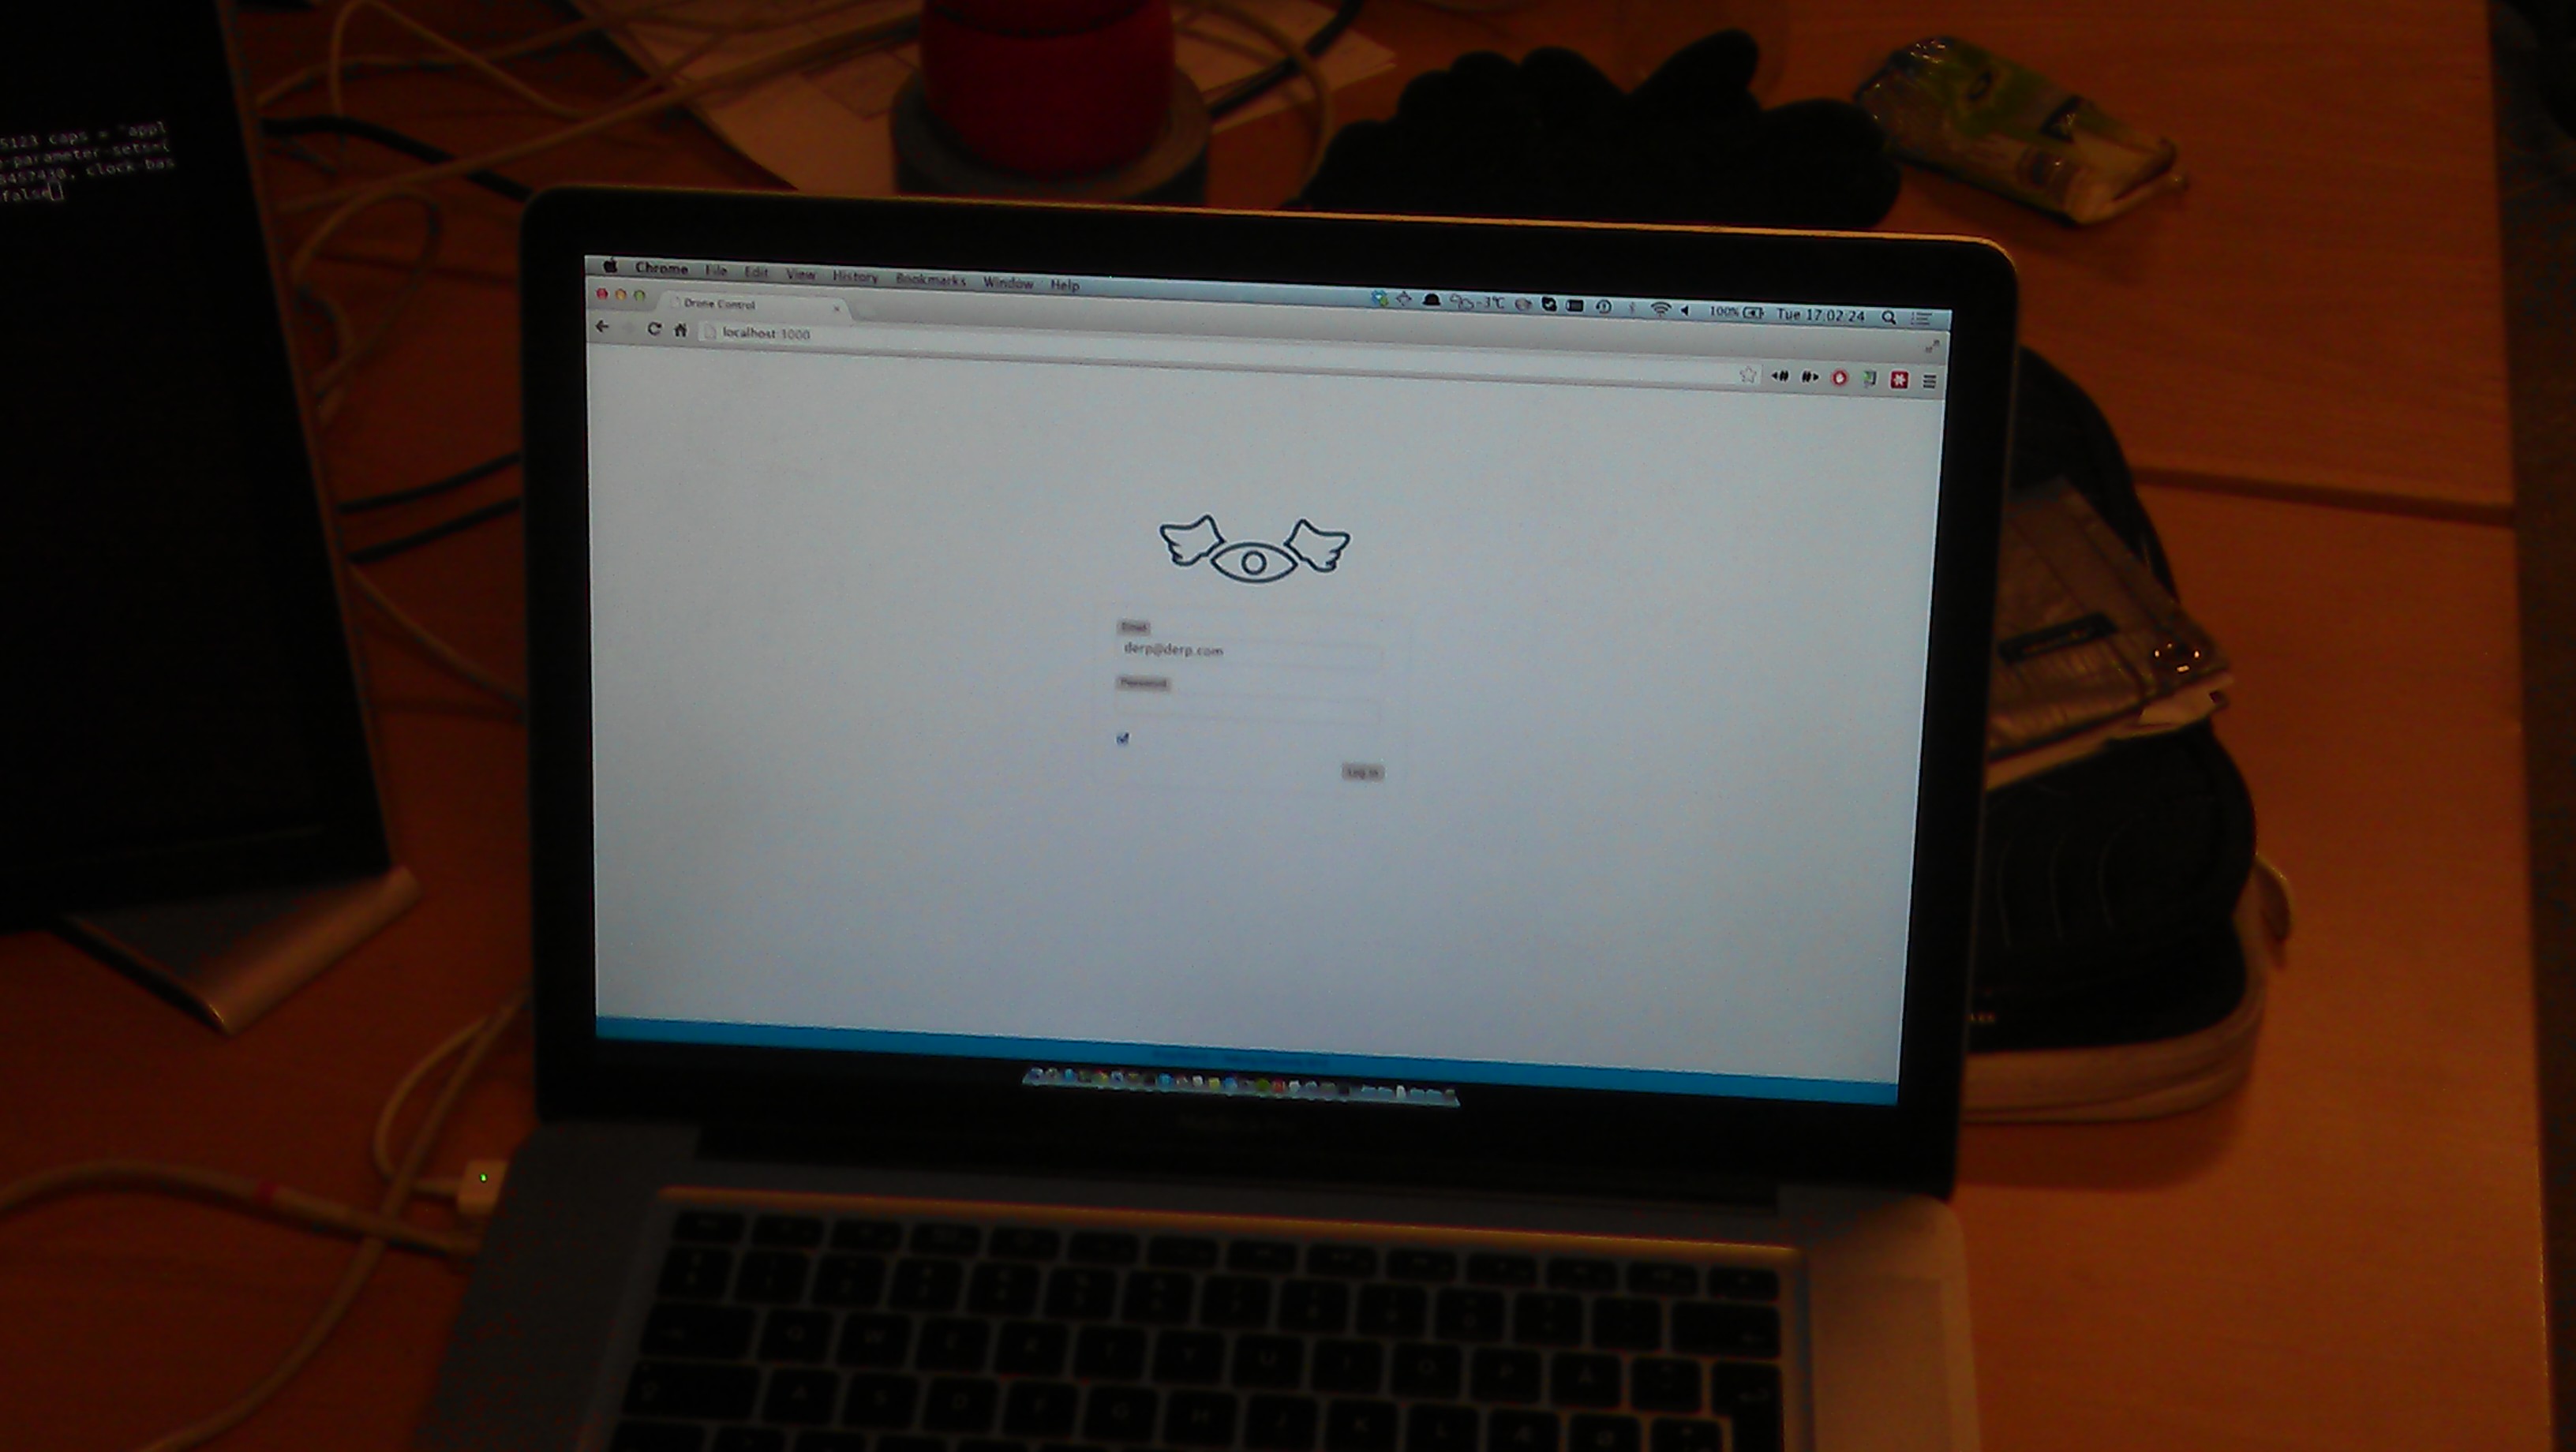 5123 caps = "appl
-parameter-sets=(
, clock-bas
false
Chrome File Edit View History Bookmarks Window Help
-3℃ 100% Tue 17:02:24
Drone Control
localhost:3000
Email
derp@derp.com
Password
Log in